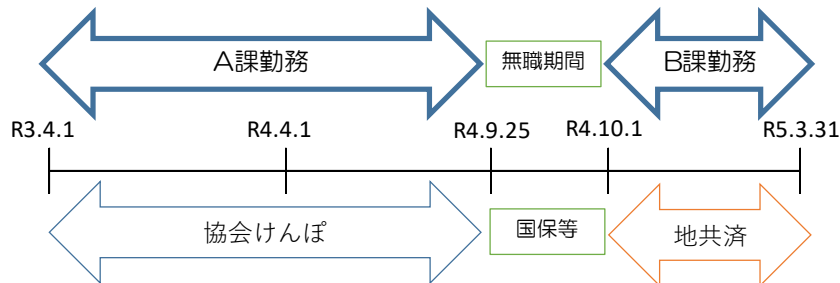 A課勤務
無職期間
B課勤務
R3.4.1
R4.4.1
R4.9.25
R4.10.1
R5.3.31
協会けんぽ
国保等
地共済